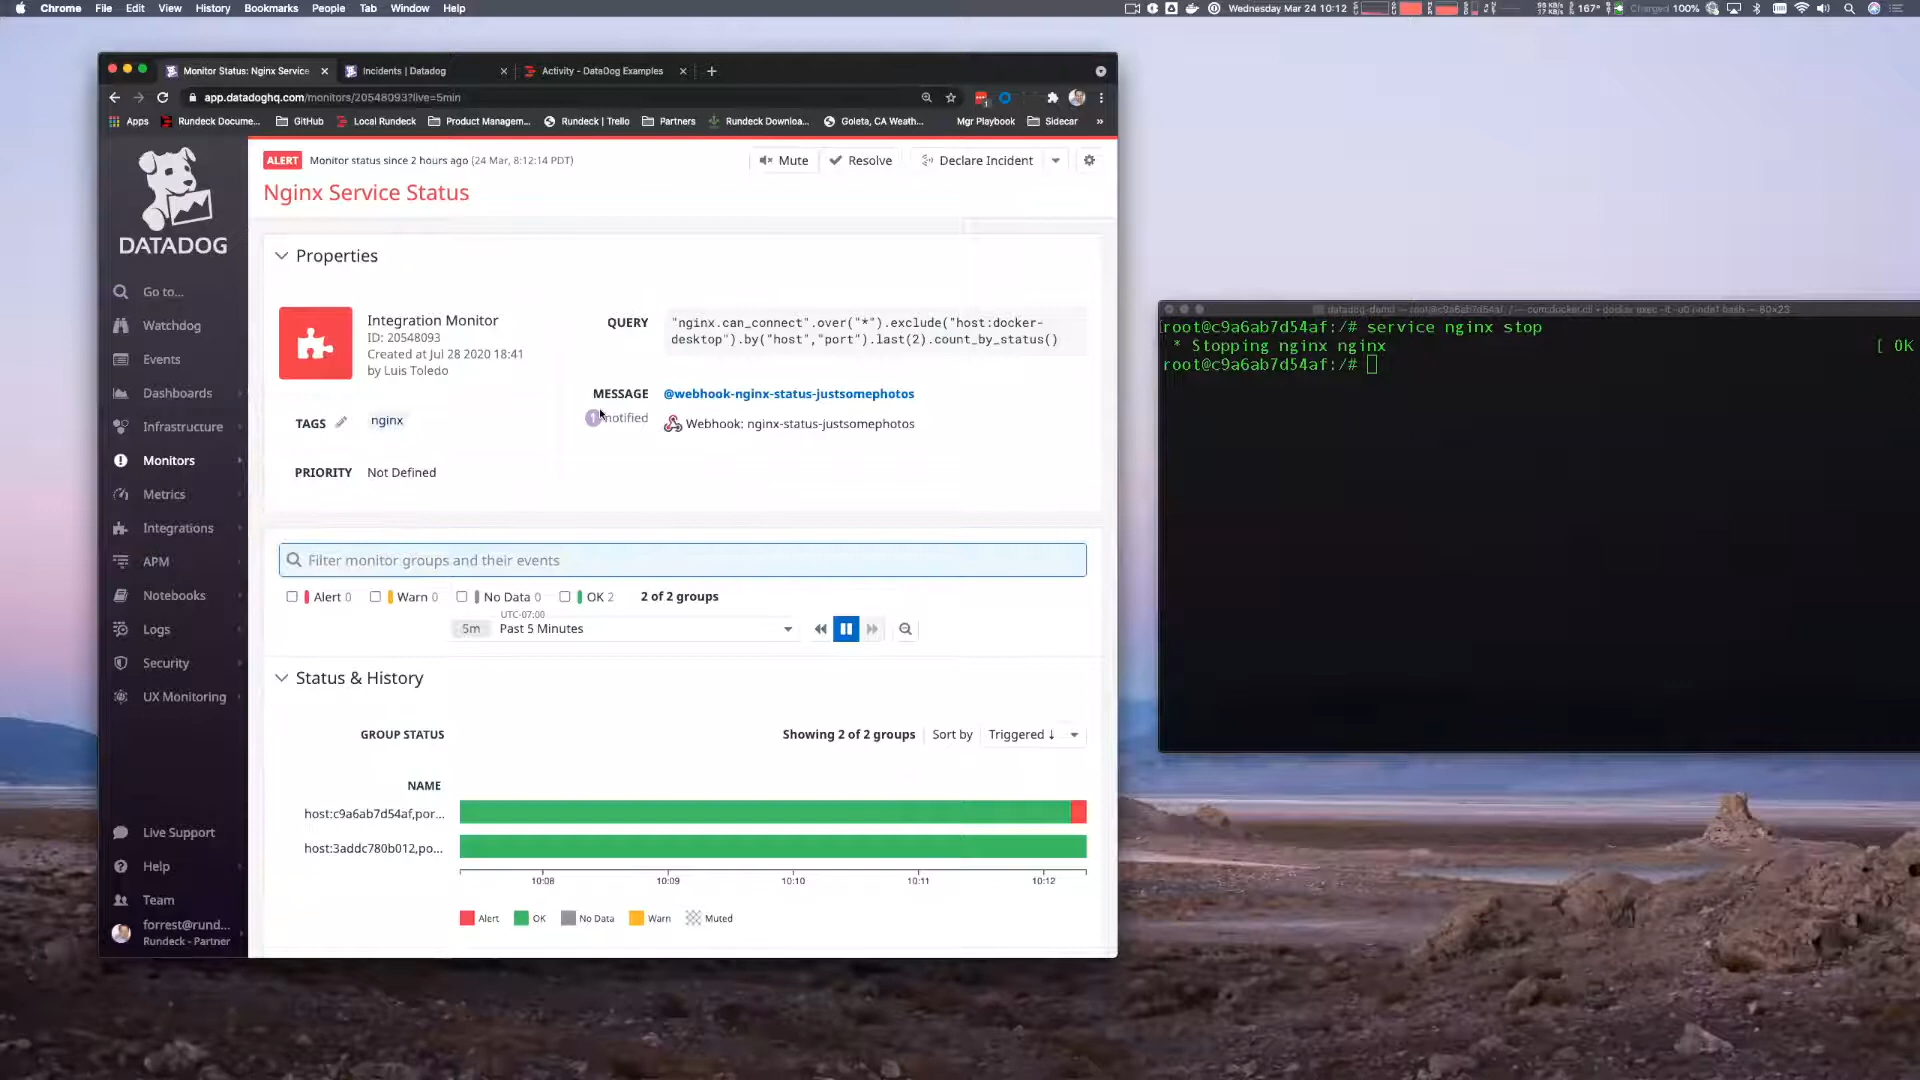 Chrome File Edit View History Bookmarks People Tab Window Help
Wednesday Mar 24 10:12
167°
Charged 100%
Monitor Status: Nginx Service
Incidents | Datadog
Activity - DataDog Examples
app.datadoghq.com/monitors/20548093?live=5min
Apps
Rundeck Docume...
GitHub
Local Rundeck
Product Managem...
Rundeck | Trello
Partners
Rundeck Downloa...
Goleta, CA Weath...
Mgr Playbook
Sidecar
»
DATADOG
Go to...
Watchdog
Events
Dashboards
Infrastructure
Monitors
Metrics
Integrations
APM
Notebooks
Logs
Security
UX Monitoring
Live Support
Help
Team
forrest@rund...
Rundeck - Partner
ALERT Monitor status since 2 hours ago (24 Mar, 8:12:14 PDT)
Mute
Resolve
Declare Incident
Nginx Service Status
Properties
Integration Monitor
ID: 20548093
Created at Jul 28 2020 18:41
by Luis Toledo
TAGS
nginx
PRIORITY Not Defined
QUERY
"nginx.can_connect".over("*").exclude("host:docker-
desktop").by("host","port").last(2).count_by_status()
MESSAGE
@webhook-nginx-status-justsomephotos
1 notified
Webhook: nginx-status-justsomephotos
Filter monitor groups and their events
Alert 0
Warn 0
No Data 0
OK 2
2 of 2 groups
UTC-07:00
5m Past 5 Minutes
Status & History
GROUP STATUS
Showing 2 of 2 groups
Sort by Triggered ↓
NAME
host:c9a6ab7d54af,por...
host:3addc780b012,po...
10:08 10:09 10:10 10:11 10:12
Alert OK No Data Warn Muted
root@c9a6ab7d54af:/# service nginx stop
* Stopping nginx nginx [ OK
root@c9a6ab7d54af:/#